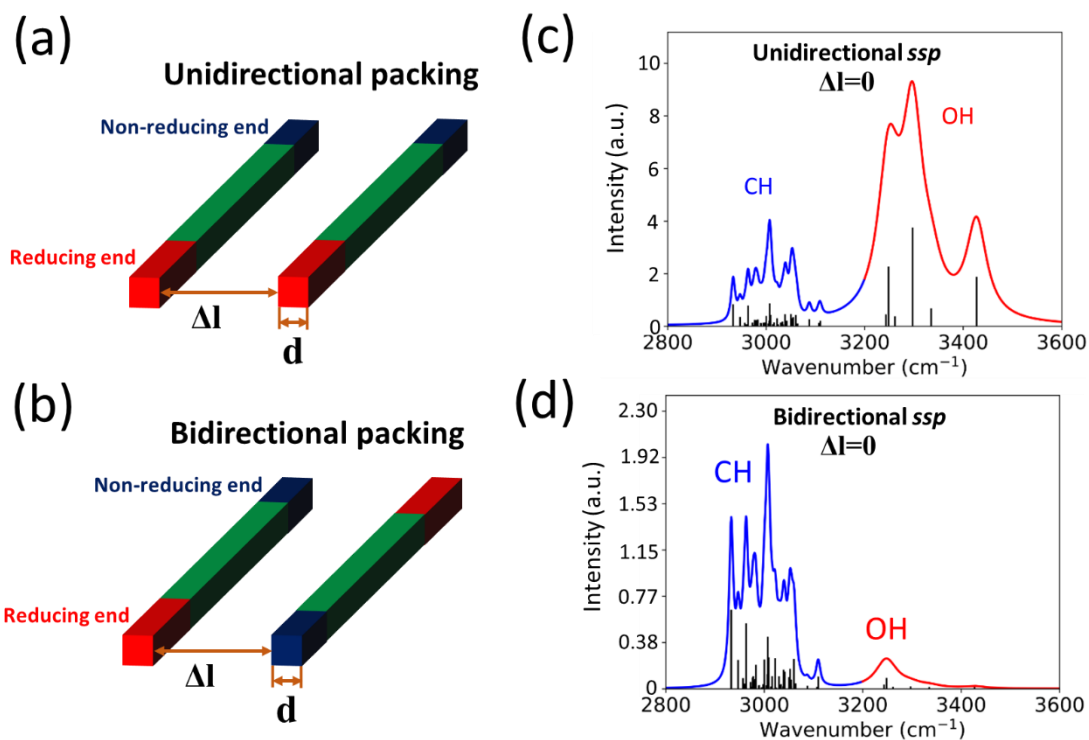 (a)
Unidirectional packing
Non-reducing end
Reducing end
Δl
d
(b)
Bidirectional packing
Non-reducing end
Reducing end
Δl
d
(c)
Unidirectional ssp
Δl=0
CH
OH
Intensity (a.u.)
10
8
6
4
2
0
2800 3000 3200 3400 3600
Wavenumber (cm⁻¹)
(d)
Bidirectional ssp
Δl=0
CH
OH
Intensity (a.u.)
2.30
1.92
1.53
1.15
0.77
0.38
0
2800 3000 3200 3400 3600
Wavenumber (cm⁻¹)